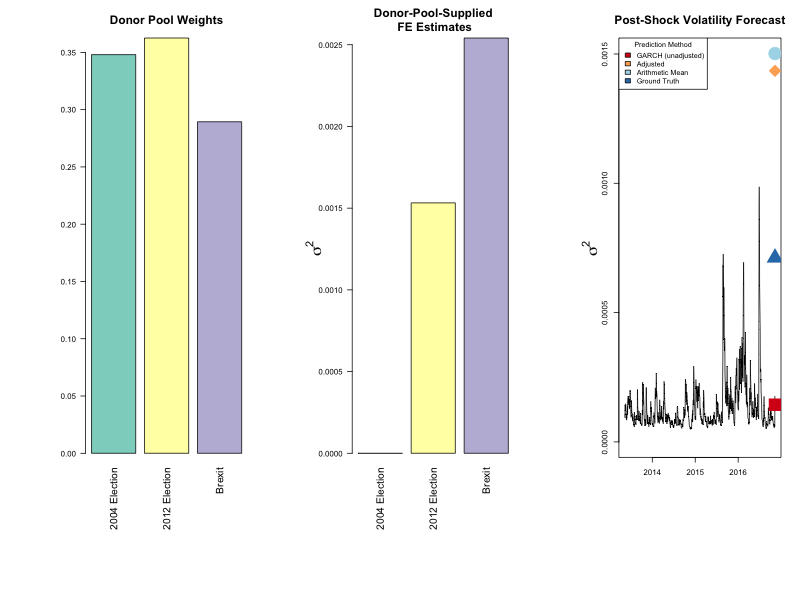 Donor Pool Weights
0.35
0.30
0.25
0.20
0.15
0.10
0.05
0.00
2004 Election
2012 Election
Brexit
Donor-Pool-Supplied
FE Estimates
σ²
0.0025
0.0020
0.0015
0.0010
0.0005
0.0000
2004 Election
2012 Election
Brexit
Post-Shock Volatility Forecast
Prediction Method
GARCH (unadjusted)
Adjusted
Arithmetic Mean
Ground Truth
σ²
0.0015
0.0010
0.0005
0.0000
2014
2015
2016